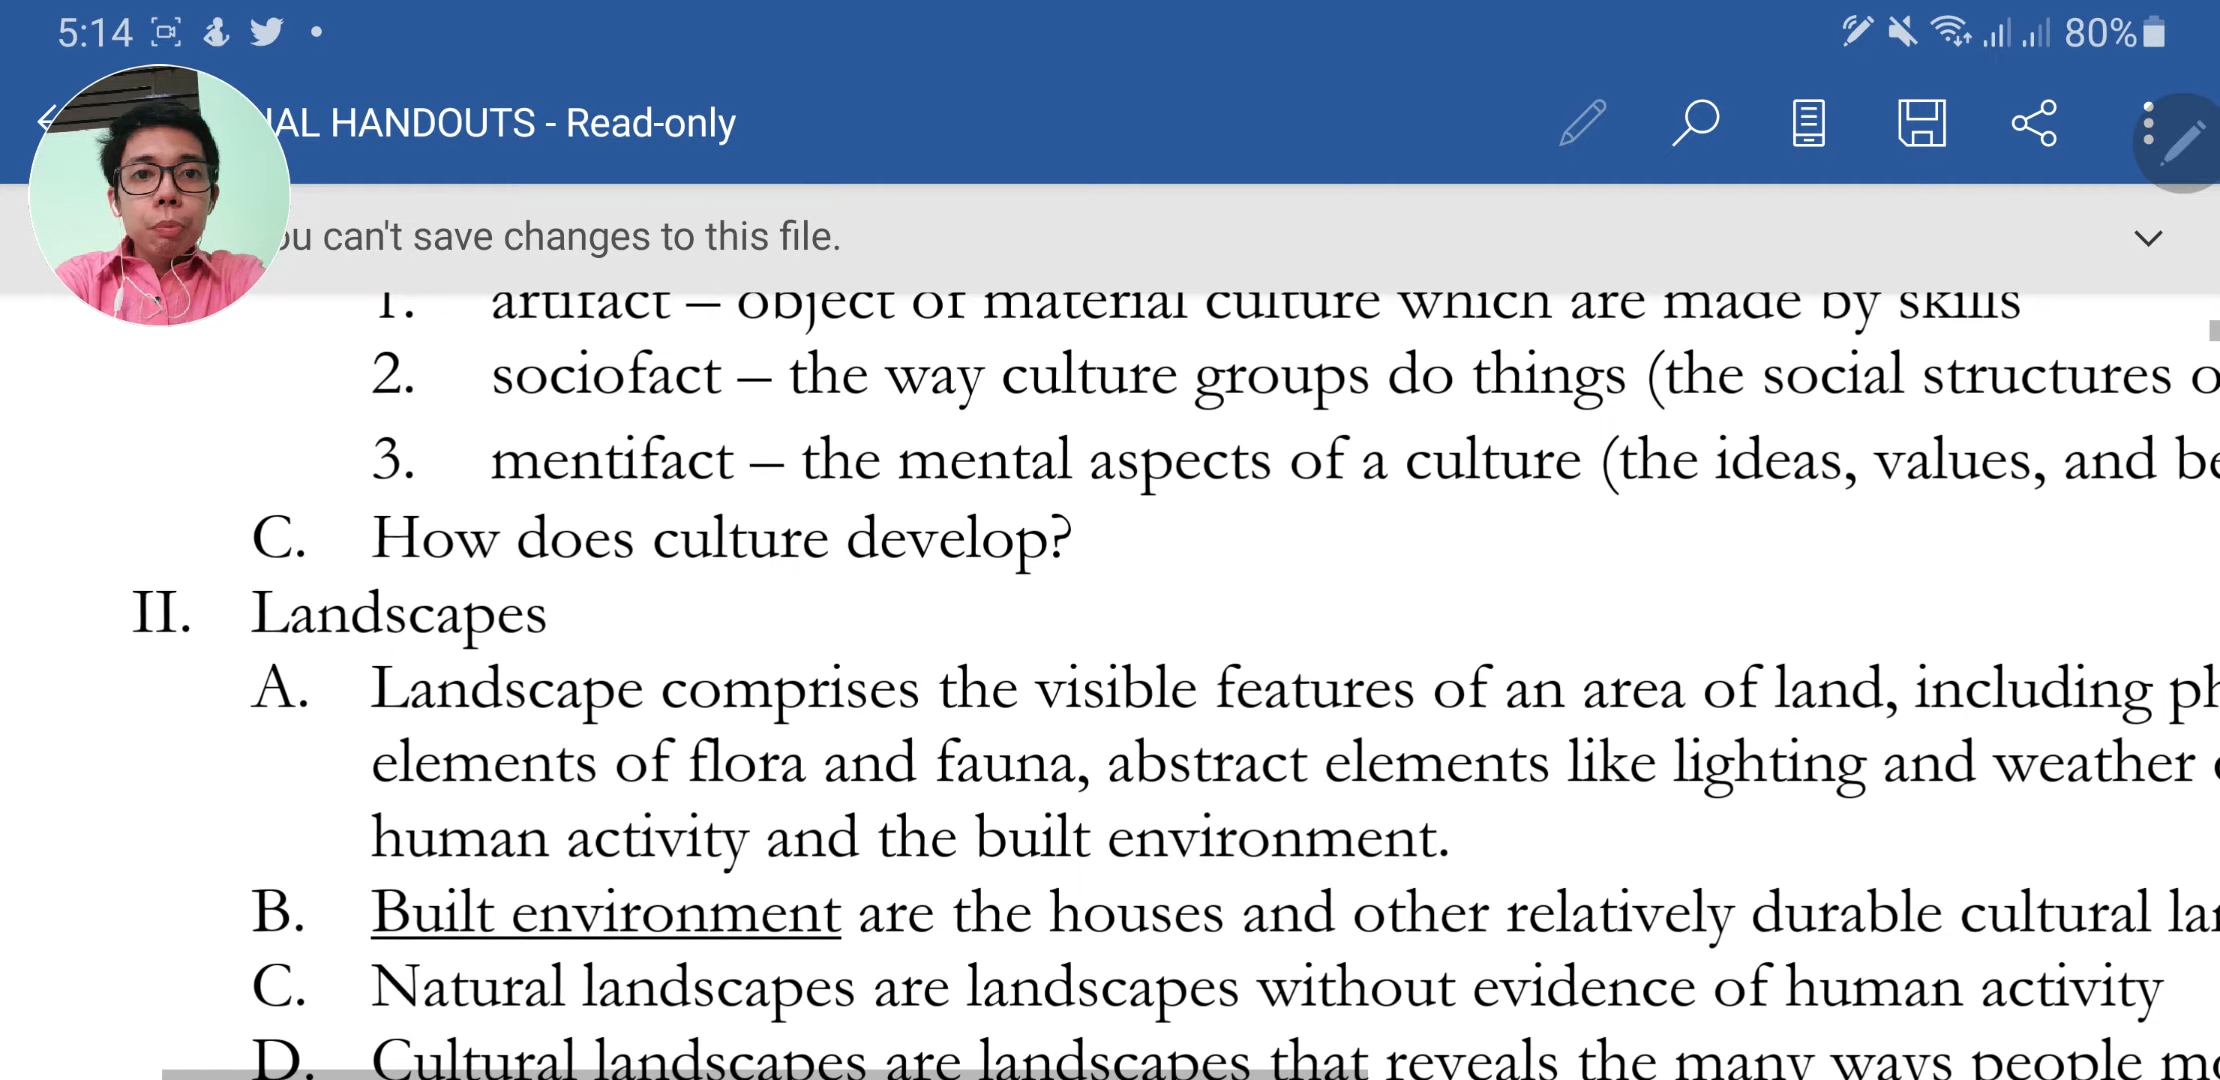 5:14 80%
IAL HANDOUTS - Read-only
ou can't save changes to this file.
1. artifact – object of material culture which are made by skills
2. sociofact – the way culture groups do things (the social structures o
3. mentifact – the mental aspects of a culture (the ideas, values, and be
C. How does culture develop?
II. Landscapes
A. Landscape comprises the visible features of an area of land, including ph
elements of flora and fauna, abstract elements like lighting and weather
human activity and the built environment.
B. Built environment are the houses and other relatively durable cultural lan
C. Natural landscapes are landscapes without evidence of human activity
D. Cultural landscapes are landscapes that reveals the many ways people mo